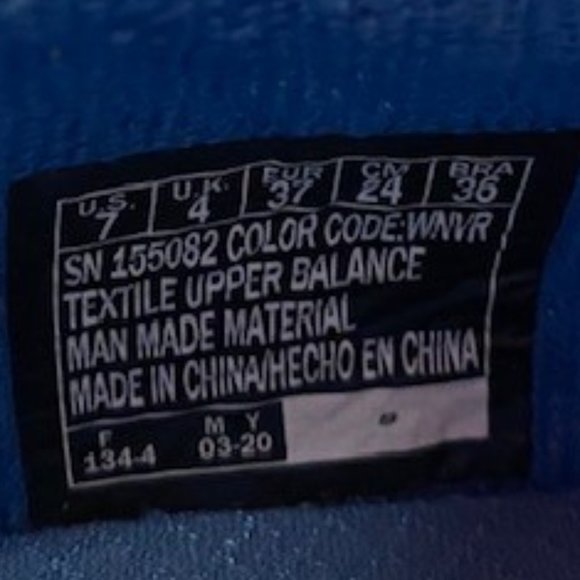 U.S. U.K. EUR CM BRA
7 4 37 24 36
SN 155082 COLOR CODE:WNVR
TEXTILE UPPER BALANCE
MAN MADE MATERIAL
MADE IN CHINA/HECHO EN CHINA
F M Y
134-4 03-20